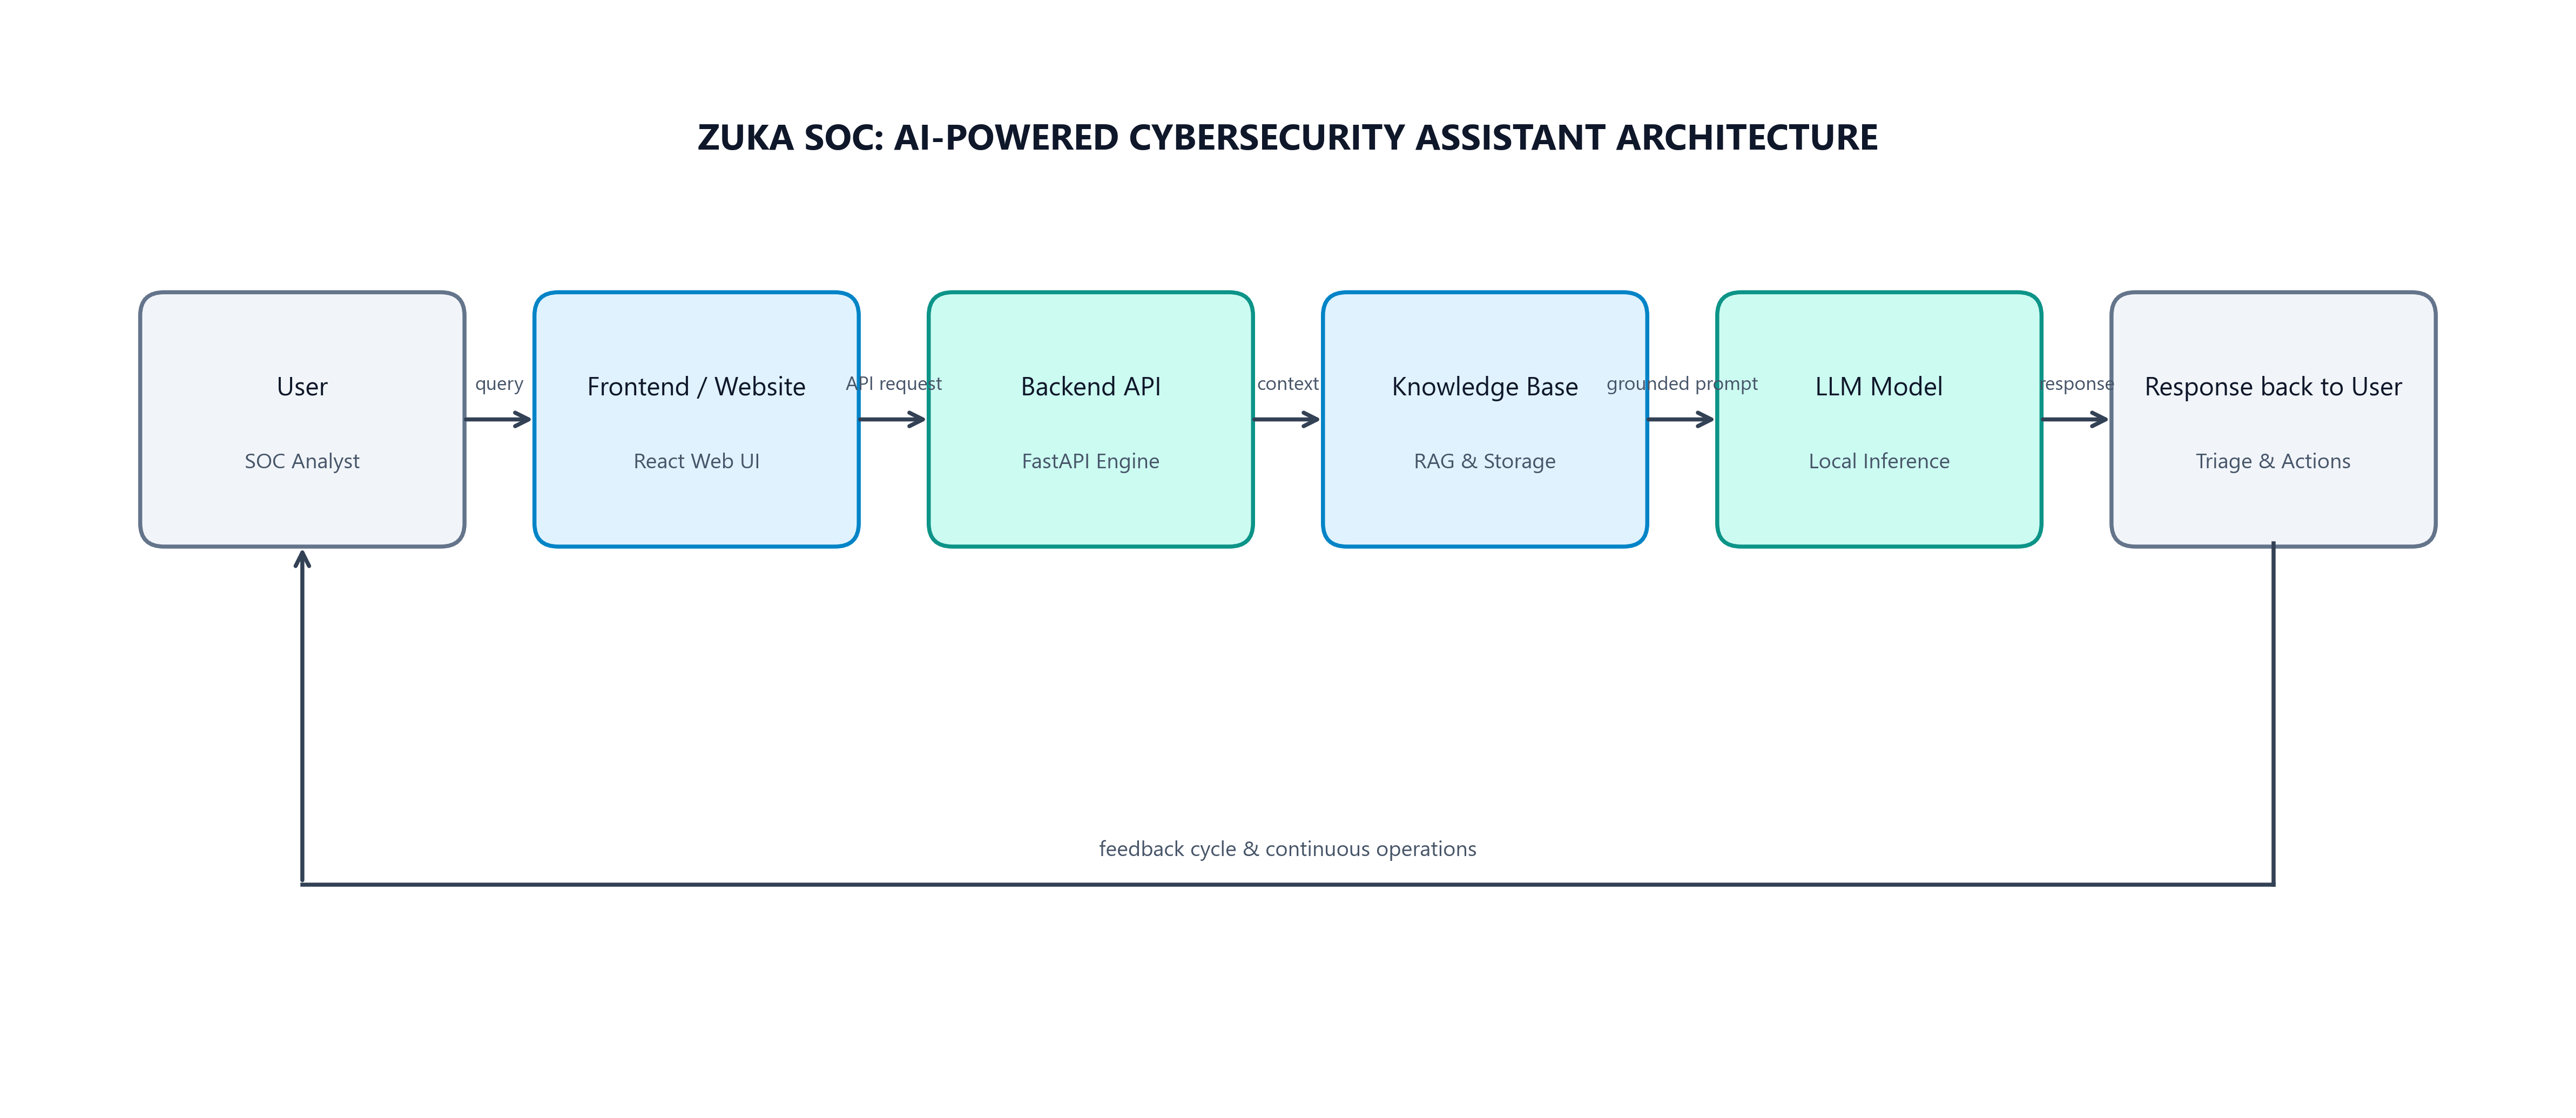 ZUKA SOC: AI-POWERED CYBERSECURITY ASSISTANT ARCHITECTURE
User
SOC Analyst
query
Frontend / Website
React Web UI
API request
Backend API
FastAPI Engine
context
Knowledge Base
RAG & Storage
grounded prompt
LLM Model
Local Inference
response
Response back to User
Triage & Actions
feedback cycle & continuous operations